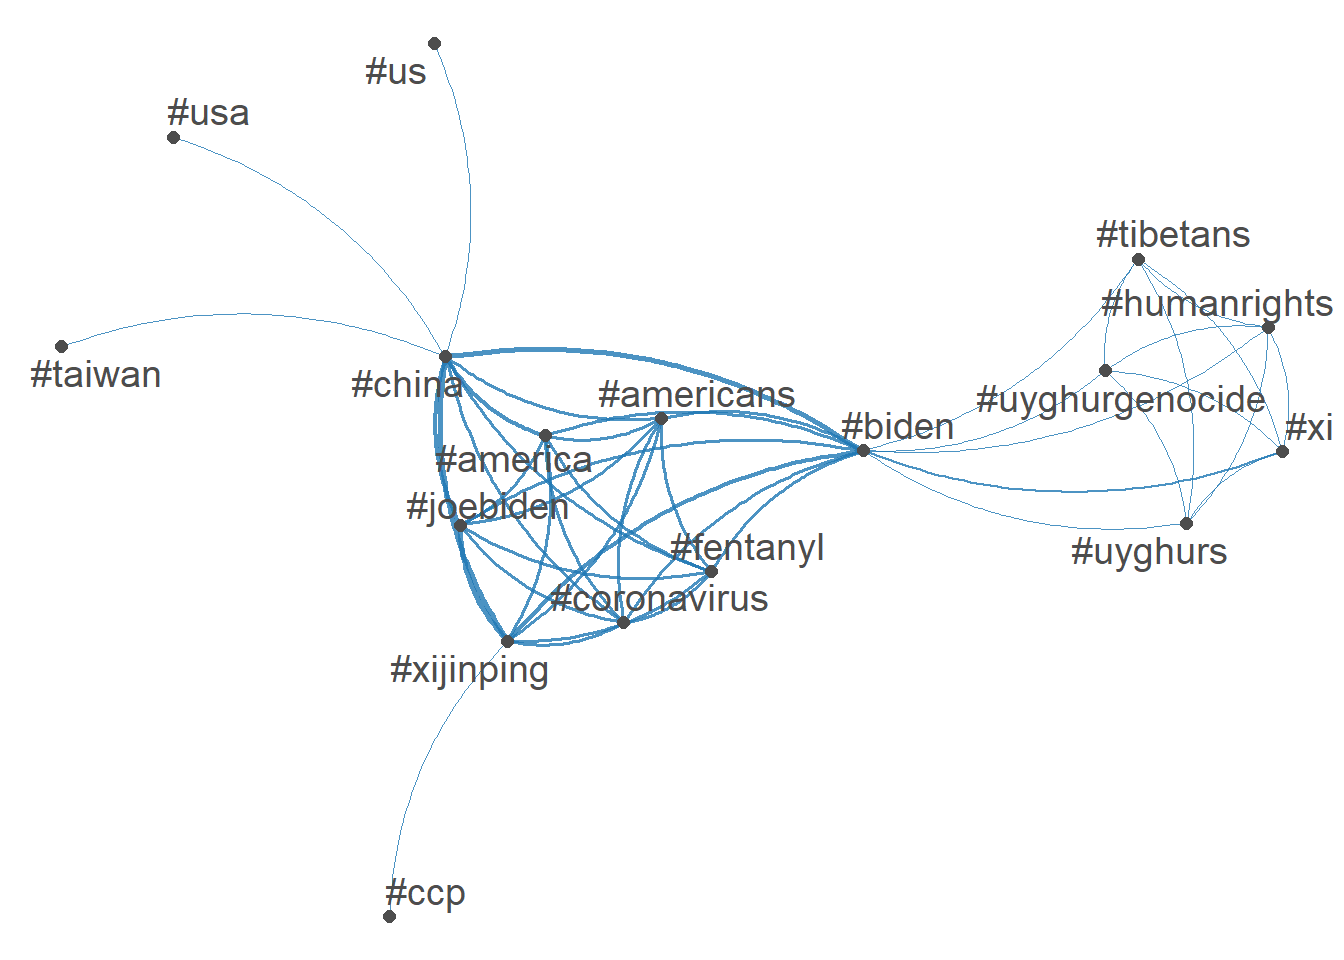 #us
#usa
#tibetans
#humanrights
#taiwan
#china
#americans
#uyghurgenocide
#biden
#xi
#america
#joebiden
#fentanyl
#uyghurs
#coronavirus
#xijinping
#ccp